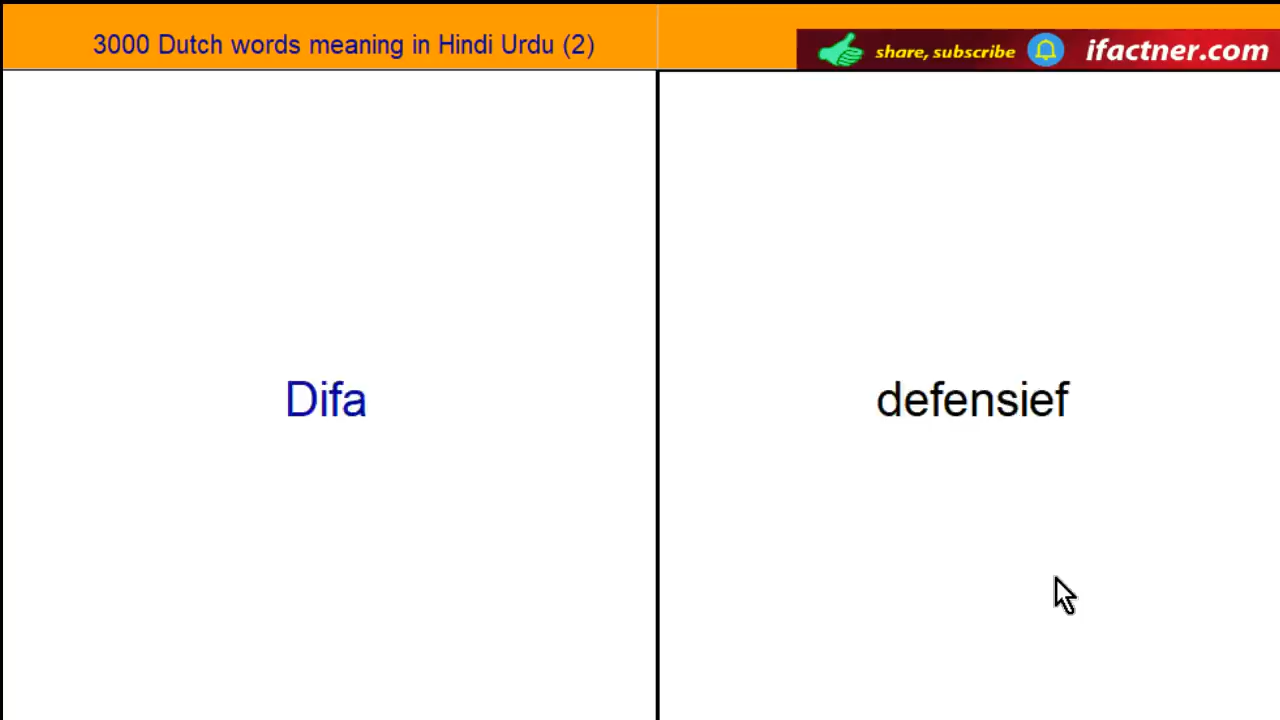 3000 Dutch words meaning in Hindi Urdu (2)
share, subscribe
ifactner.com
Difa
defensief